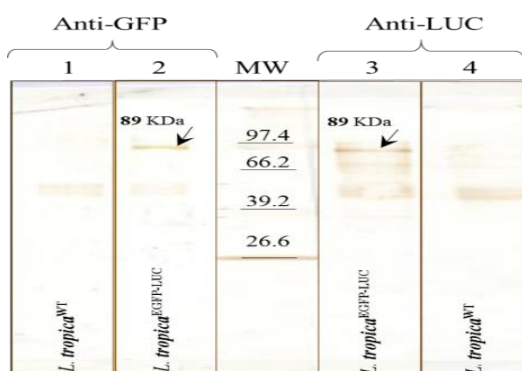 Anti-GFP Anti-LUC
1 2 MW 3 4
89 KDa 89 KDa
97.4
66.2
39.2
26.6
L. tropica^WT L. tropica^EGFP-LUC L. tropica^EGFP-LUC L. tropica^WT